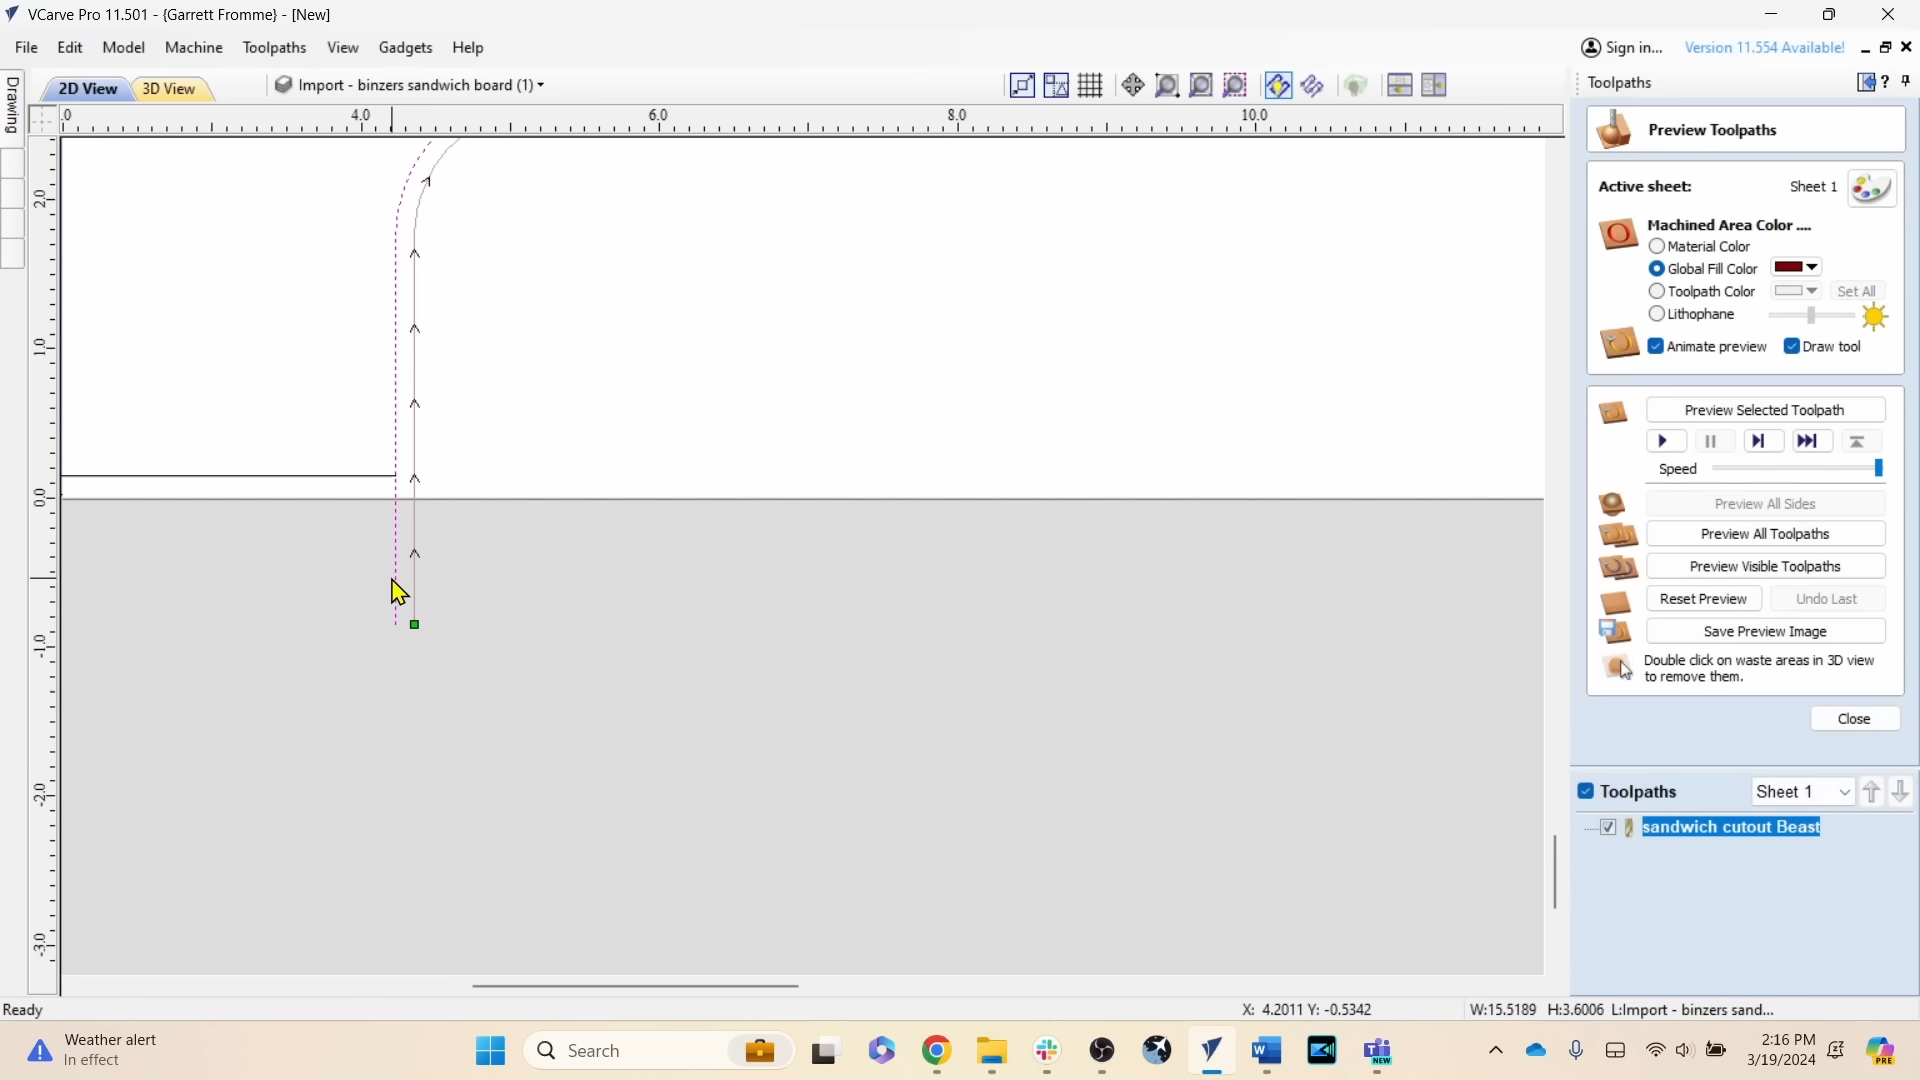 VCarve Pro 11.501 - {Garrett Fromme} - [New]
File Edit Model Machine Toolpaths View Gadgets Help
Sign in... Version 11.554 Available!
Drawing
2D View 3D View Import - binzers sandwich board (1)
Toolpaths ?
.0 4.0 6.0 8.0 10.0
2.0
1.0
0.0
-1.0
-2.0
-3.0
Preview Toolpaths
Active sheet: Sheet 1
Machined Area Color ....
Material Color
Global Fill Color
Toolpath Color Set All
Lithophane
Animate preview Draw tool
Preview Selected Toolpath
Speed
Preview All Sides
Preview All Toolpaths
Preview Visible Toolpaths
Reset Preview Undo Last
Save Preview Image
Double click on waste areas in 3D view
to remove them.
Close
Toolpaths Sheet 1
sandwich cutout Beast
Ready X: 4.2011 Y: -0.5342 W:15.5189 H:3.6006 L:Import - binzers sand...
Weather alert
In effect
Search
NEW
2:16 PM
3/19/2024
PRE